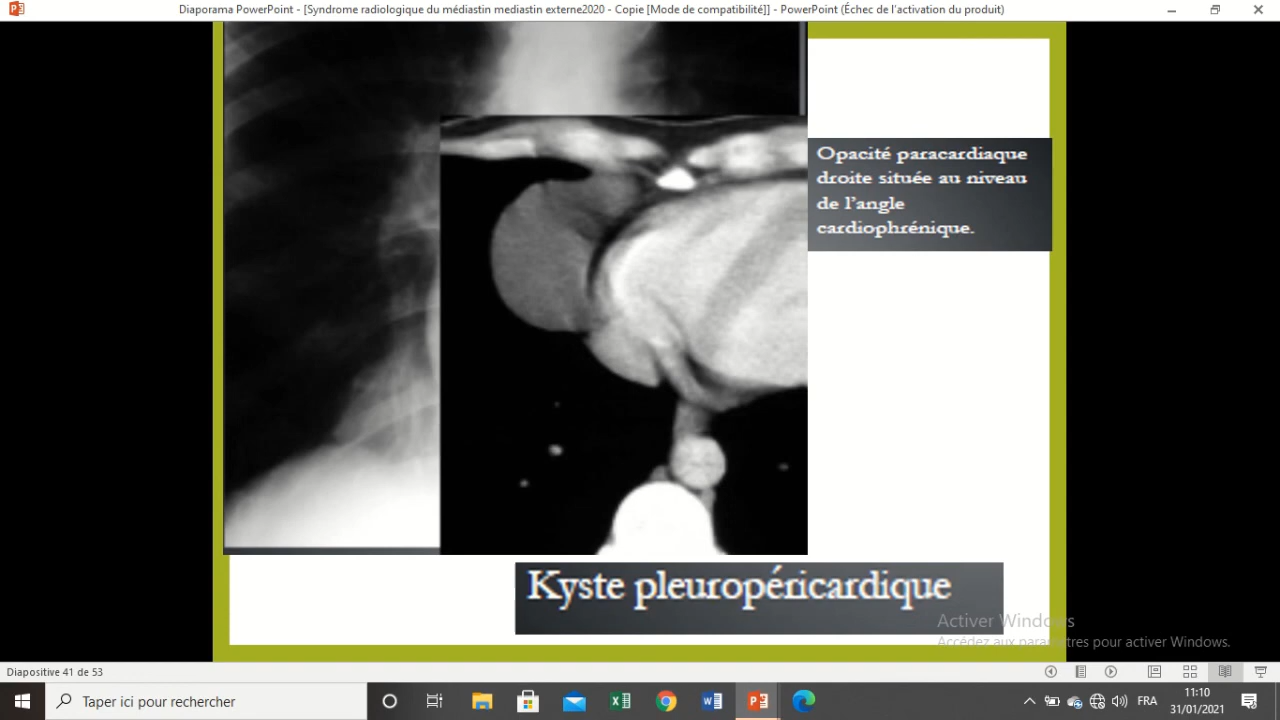 Diaporama PowerPoint - [Syndrome radiologique du médiastin mediastin externe2020 - Copie [Mode de compatibilité]] - PowerPoint (Échec de l'activation du produit)
Opacité paracardiaque
droite située au niveau
de l'angle
cardiophrénique.
Kyste pleuropéricardique
Activer Windows
Accédez aux paramètres pour activer Windows.
Diapositive 41 de 53
Taper ici pour rechercher
FRA
11:10
31/01/2021